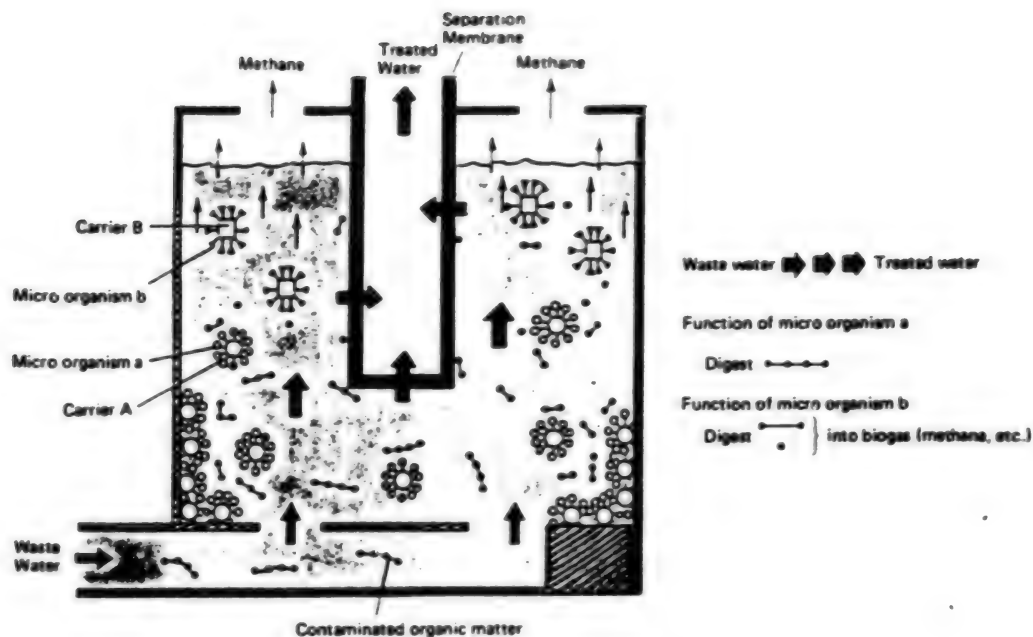 Separation
Membrane
Treated
Water
Methane
Methane
Carrier B
Micro organism b
Micro organism a
Carrier A
Waste water
Treated water
Function of micro organism a
Digest
Function of micro organism b
Digest
into biogas (methane, etc.)
Waste
Water
Contaminated organic matter